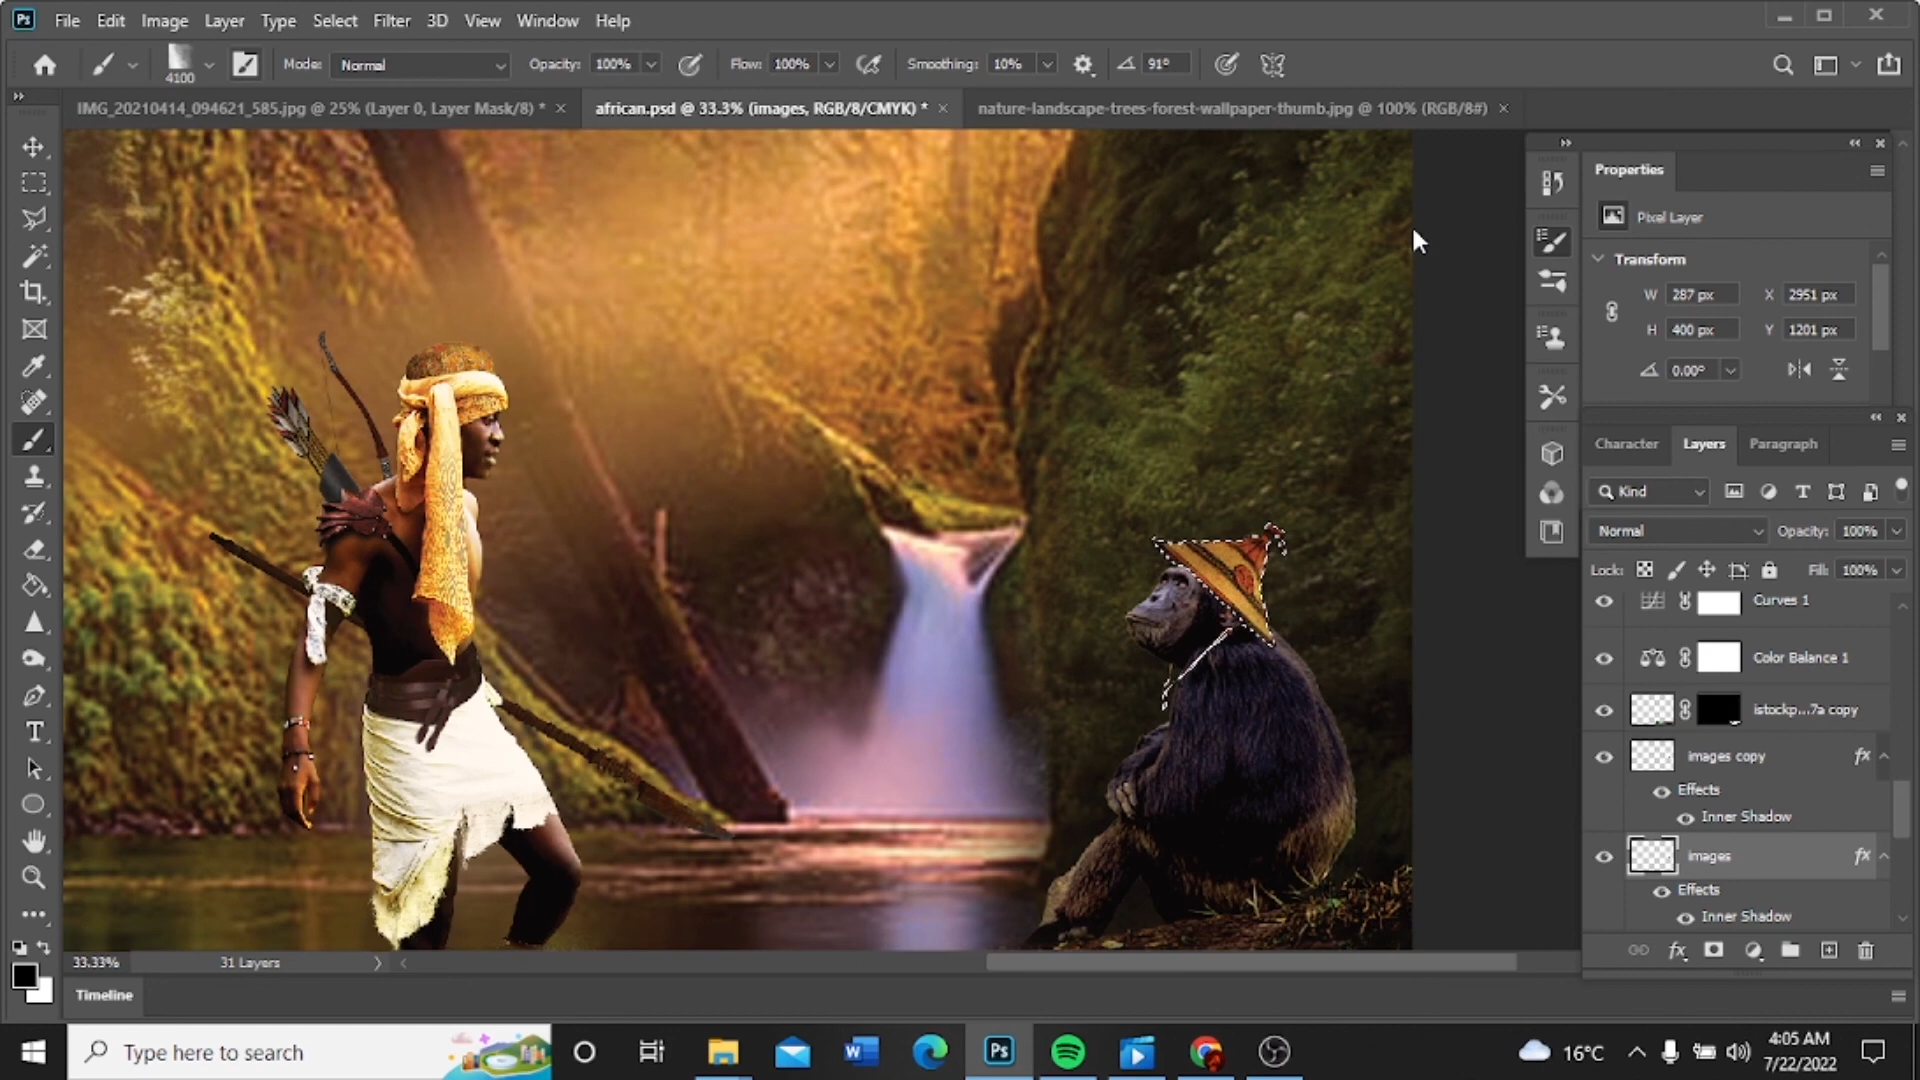 Ps File Edit Image Layer Type Select Filter 3D View Window Help
4100 Mode: Normal Opacity: 100% Flow: 100% Smoothing: 10% 91°
IMG_20210414_094621_585.jpg @ 25% (Layer 0, Layer Mask/8) * african.psd @ 33.3% (images, RGB/8/CMYK) * nature-landscape-trees-forest-wallpaper-thumb.jpg @ 100% (RGB/8#)
Properties
Pixel Layer
Transform
W 287 px X 2951 px
H 400 px Y 1201 px
0.00°
Character Layers Paragraph
Kind
Normal Opacity: 100%
Lock: Fill: 100%
Curves 1
Color Balance 1
istockp...7a copy
images copy fx
Effects
Inner Shadow
images fx
Effects
Inner Shadow
fx
33.33% 31 Layers
Timeline
Type here to search
W Ps
16°C
4:05 AM
7/22/2022